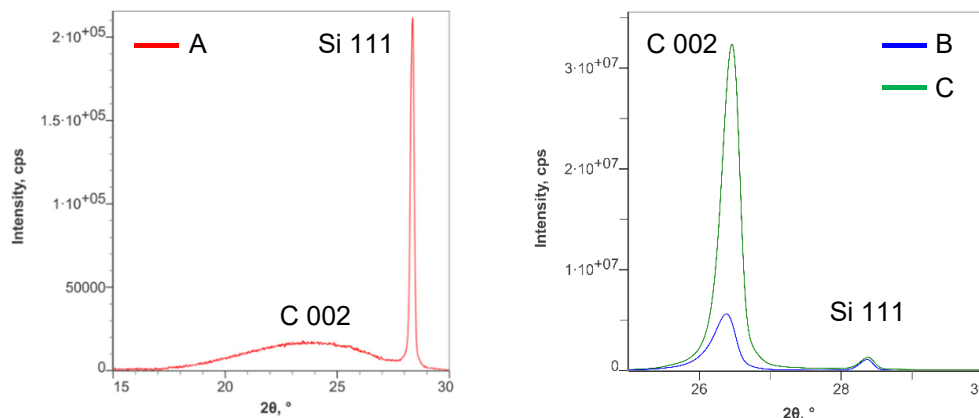 A
Si 111
C 002
2·10+05
1.5·10+05
1·10+05
50000
0
15
20
25
30
Intensity, cps
2θ, °
C 002
B
C
Si 111
3·10+07
2·10+07
1·10+07
0
26
28
Intensity, cps
2θ, °